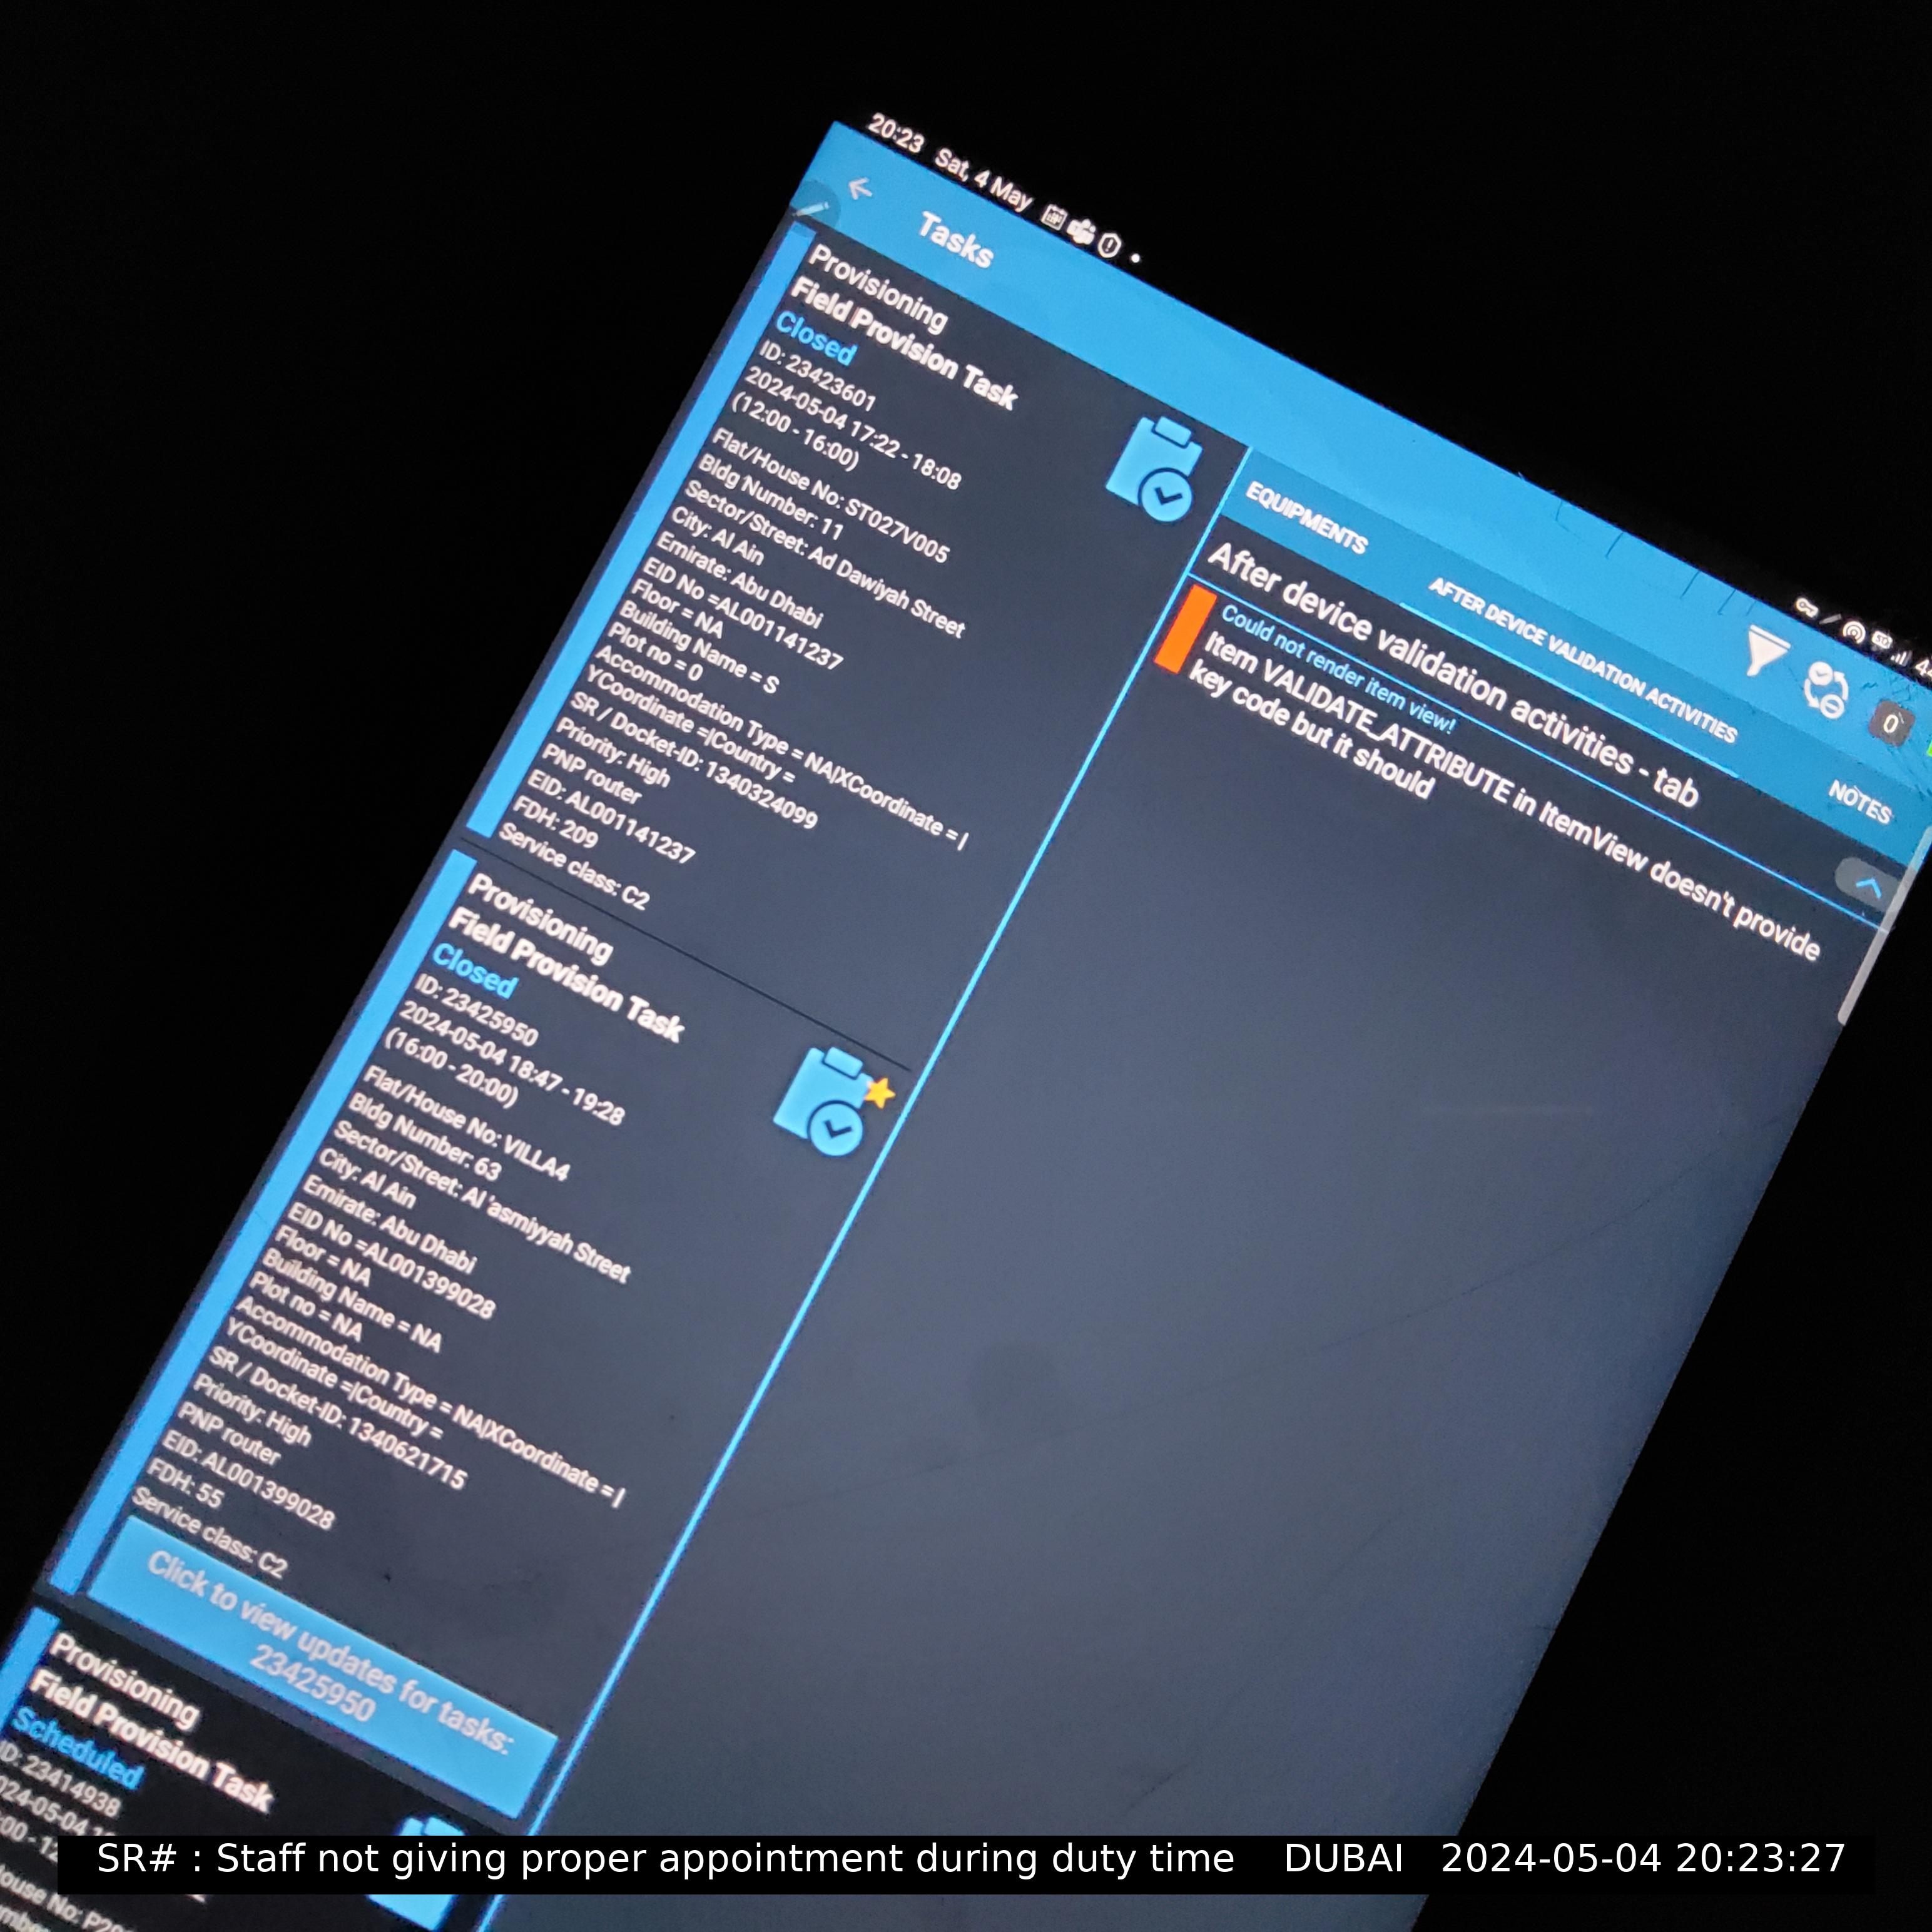 20:23 Sat, 4 May
Tasks
0
Provisioning
Field Provision Task
Closed
ID: 23423601
2024-05-04 17:22 - 18:08
(12:00 - 16:00)
Flat/House No: ST027V005
Bldg Number: 11
Sector/Street: Ad Dawiyah Street
City: Al Ain
Emirate: Abu Dhabi
EID No =AL001141237
Floor = NA
Building Name = S
Plot no = 0
Accommodation Type = NA|XCoordinate = |
YCoordinate =|Country =
SR / Docket-ID: 1340324099
Priority: High
PNP router
EID: AL001141237
FDH: 209
Service class: C2
Provisioning
Field Provision Task
Closed
ID: 23425950
2024-05-04 18:47 - 19:28
(16:00 - 20:00)
Flat/House No: VILLA4
Bldg Number: 63
Sector/Street: Al 'asmiyyah Street
City: Al Ain
Emirate: Abu Dhabi
EID No =AL001399028
Floor = NA
Building Name = NA
Plot no = NA
Accommodation Type = NA|XCoordinate = |
YCoordinate =|Country =
SR / Docket-ID: 1340621715
Priority: High
PNP router
EID: AL001399028
FDH: 55
Service class: C2
Click to view updates for tasks:
23425950
Provisioning
Field Provision Task
Scheduled
ID: 23414938
EQUIPMENTS AFTER DEVICE VALIDATION ACTIVITIES NOTES
After device validation activities - tab
Could not render item view!
Item VALIDATE_ATTRIBUTE in ItemView doesn't provide
key code but it should
SR# : Staff not giving proper appointment during duty time DUBAI 2024-05-04 20:23:27